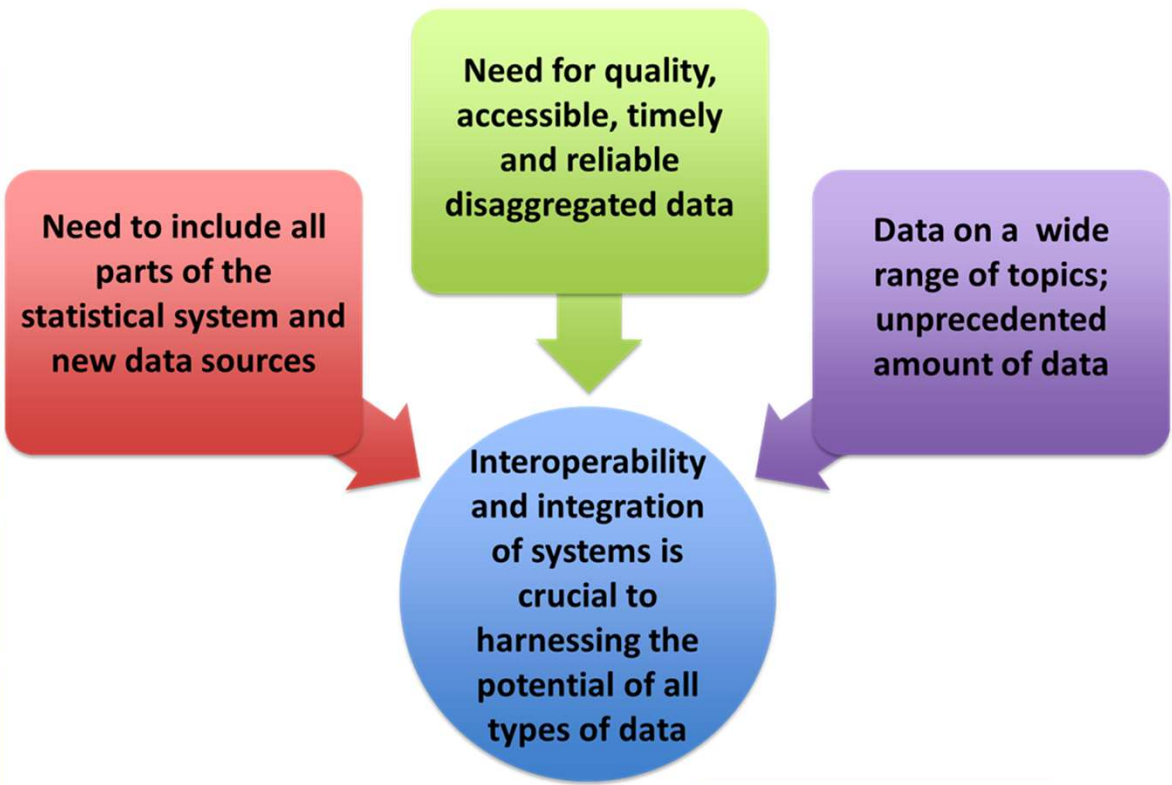 Need for quality,
accessible, timely
and reliable
disaggregated data
Need to include all
parts of the
statistical system and
new data sources
Data on a wide
range of topics;
unprecedented
amount of data
Interoperability
and integration
of systems is
crucial to
harnessing the
potential of all
types of data